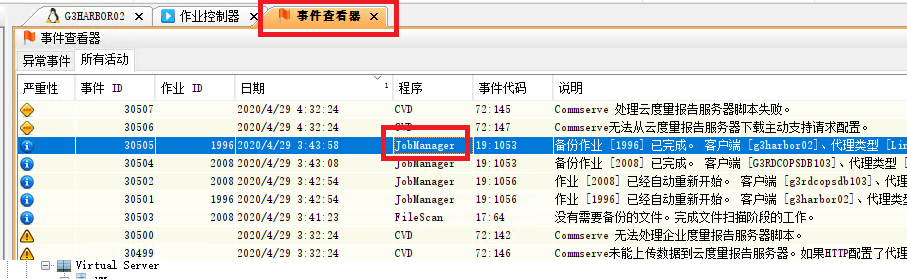 G3HARBOR02 × 作业控制器 × 事件查看器 ×
事件查看器
异常事件 所有活动
严重性 事件 ID 作业 ID 日期 1 程序 事件代码 说明
30507 2020/4/29 4:32:24 CVD 72:145 Commserve 处理云度量报告服务器脚本失败。
30506 2020/4/29 4:32:24 CVD 72:147 Commserve无法从云度量报告服务器下载主动支持请求配置。
30505 1996 2020/4/29 3:43:58 JobManager 19:1053 备份作业 [1996] 已完成。 客户端 [g3harbor02]、代理类型 [Lin
30504 2008 2020/4/29 3:43:08 JobManager 19:1053 备份作业 [2008] 已完成。 客户端 [G3RDCOPSDB103]、代理类型
30502 2008 2020/4/29 3:42:54 JobManager 19:1056 作业 [2008] 已经自动重新开始。 客户端 [g3rdcopsdb103]、代理
30501 1996 2020/4/29 3:42:54 JobManager 19:1056 作业 [1996] 已经自动重新开始。 客户端 [g3harbor02]、代理类
30503 2008 2020/4/29 3:41:23 FileScan 17:64 没有需要备份的文件。完成文件扫描阶段的工作。
30500 2020/4/29 3:32:24 CVD 72:142 Commserve 无法处理企业度量报告服务器脚本。
30499 2020/4/29 3:32:24 CVD 72:146 Commserve未能上传数据到云度量报告服务器。如果HTTP配置了代理
Virtual Server